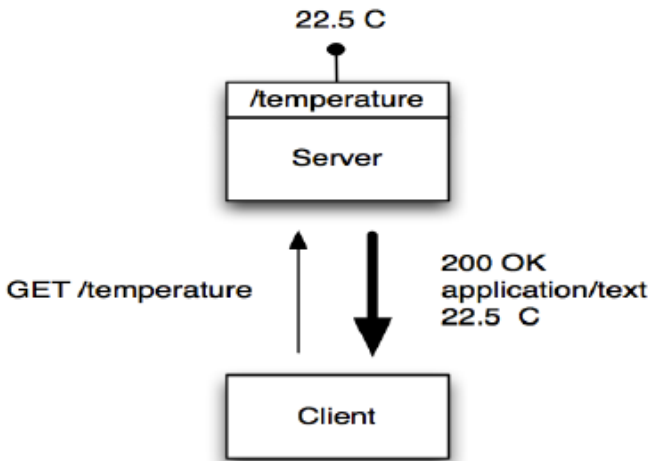 22.5 C
/temperature
Server
GET /temperature
200 OK
application/text
22.5 C
Client